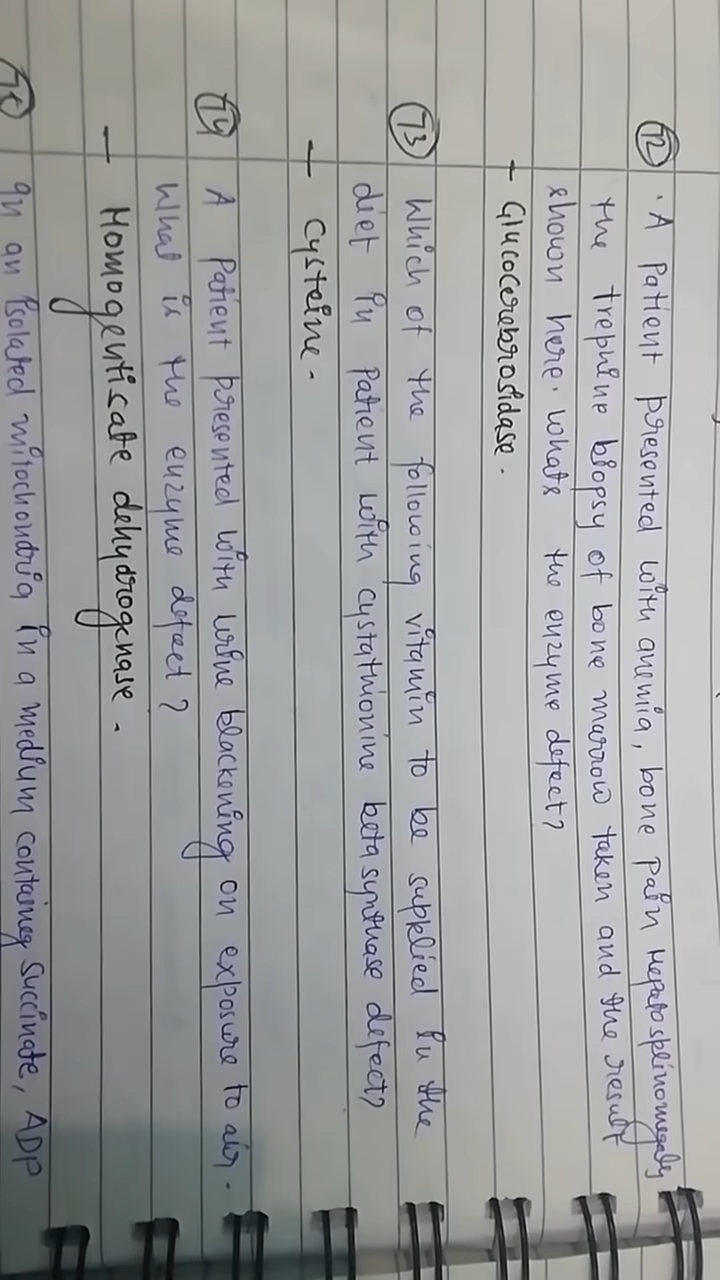 72 . A Patient presented with anemia, bone pain Hepatosplinomegaly
the trephine biopsy of bone marrow taken and the result
shown here. whats the enzyme defect?
- Glucocerebrosidase.
73 Which of the following vitamin to be supplied in the
diet in patient with cystathionine beta synthase defect?
- Cysteine.
74 A Patient presented with urine blackening on exposure to air.
What is the enzyme defect?
- Homogentisate dehydrogenase.
75 In an isolated mitochondria in a medium containeg succinate, ADP